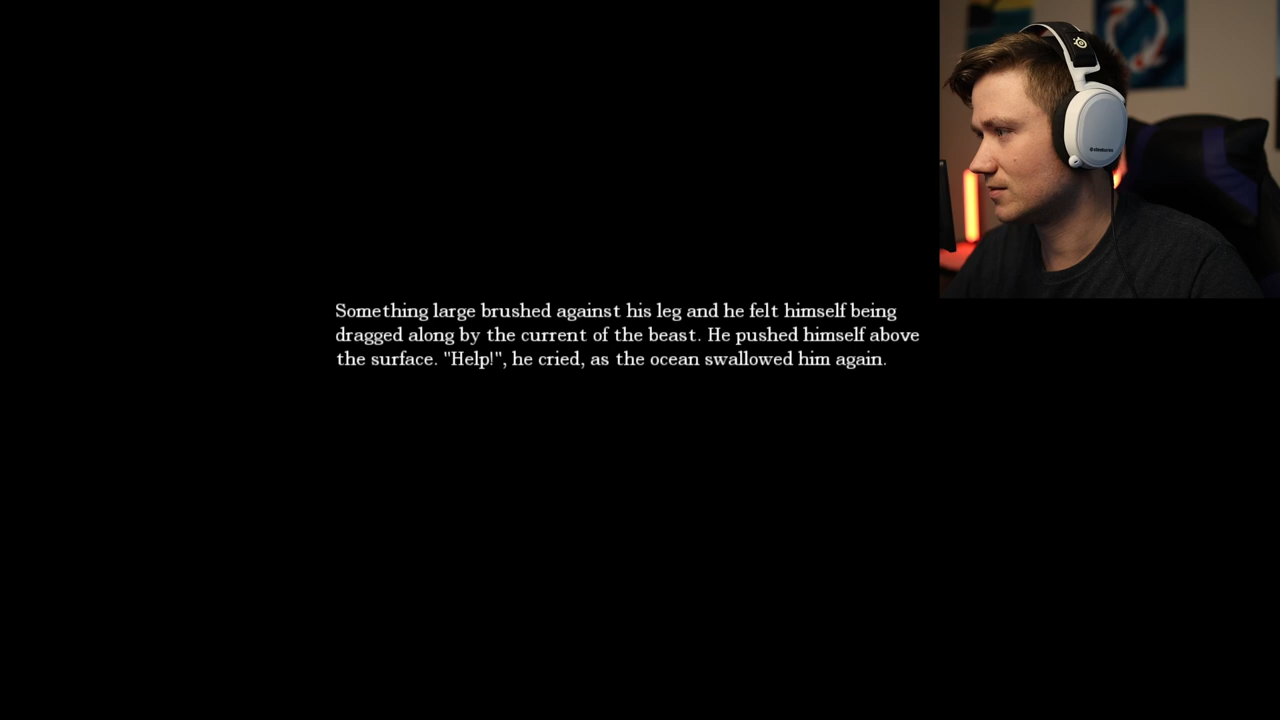 Something large brushed against his leg and he felt himself being
dragged along by the current of the beast. He pushed himself above
the surface. "Help!", he cried, as the ocean swallowed him again.
steelseries